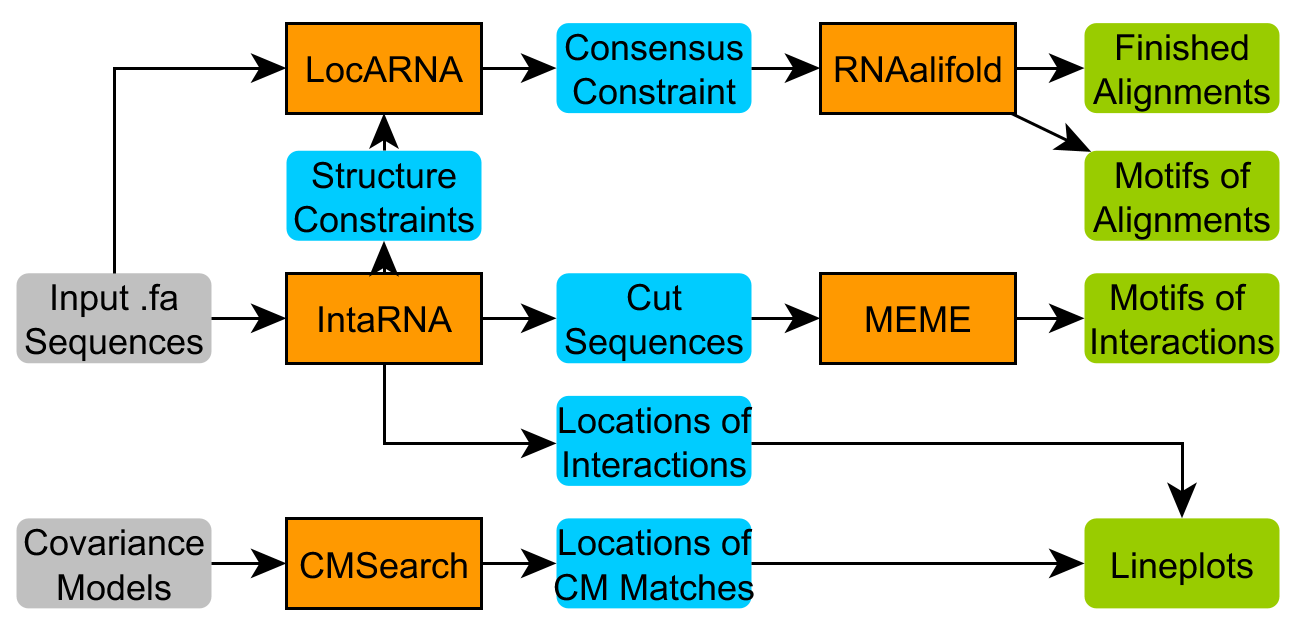 LocARNA
Consensus
Constraint
RNAalifold
Finished
Alignments
Structure
Constraints
Motifs of
Alignments
Input .fa
Sequences
IntaRNA
Cut
Sequences
MEME
Motifs of
Interactions
Locations of
Interactions
Covariance
Models
CMSearch
Locations of
CM Matches
Lineplots